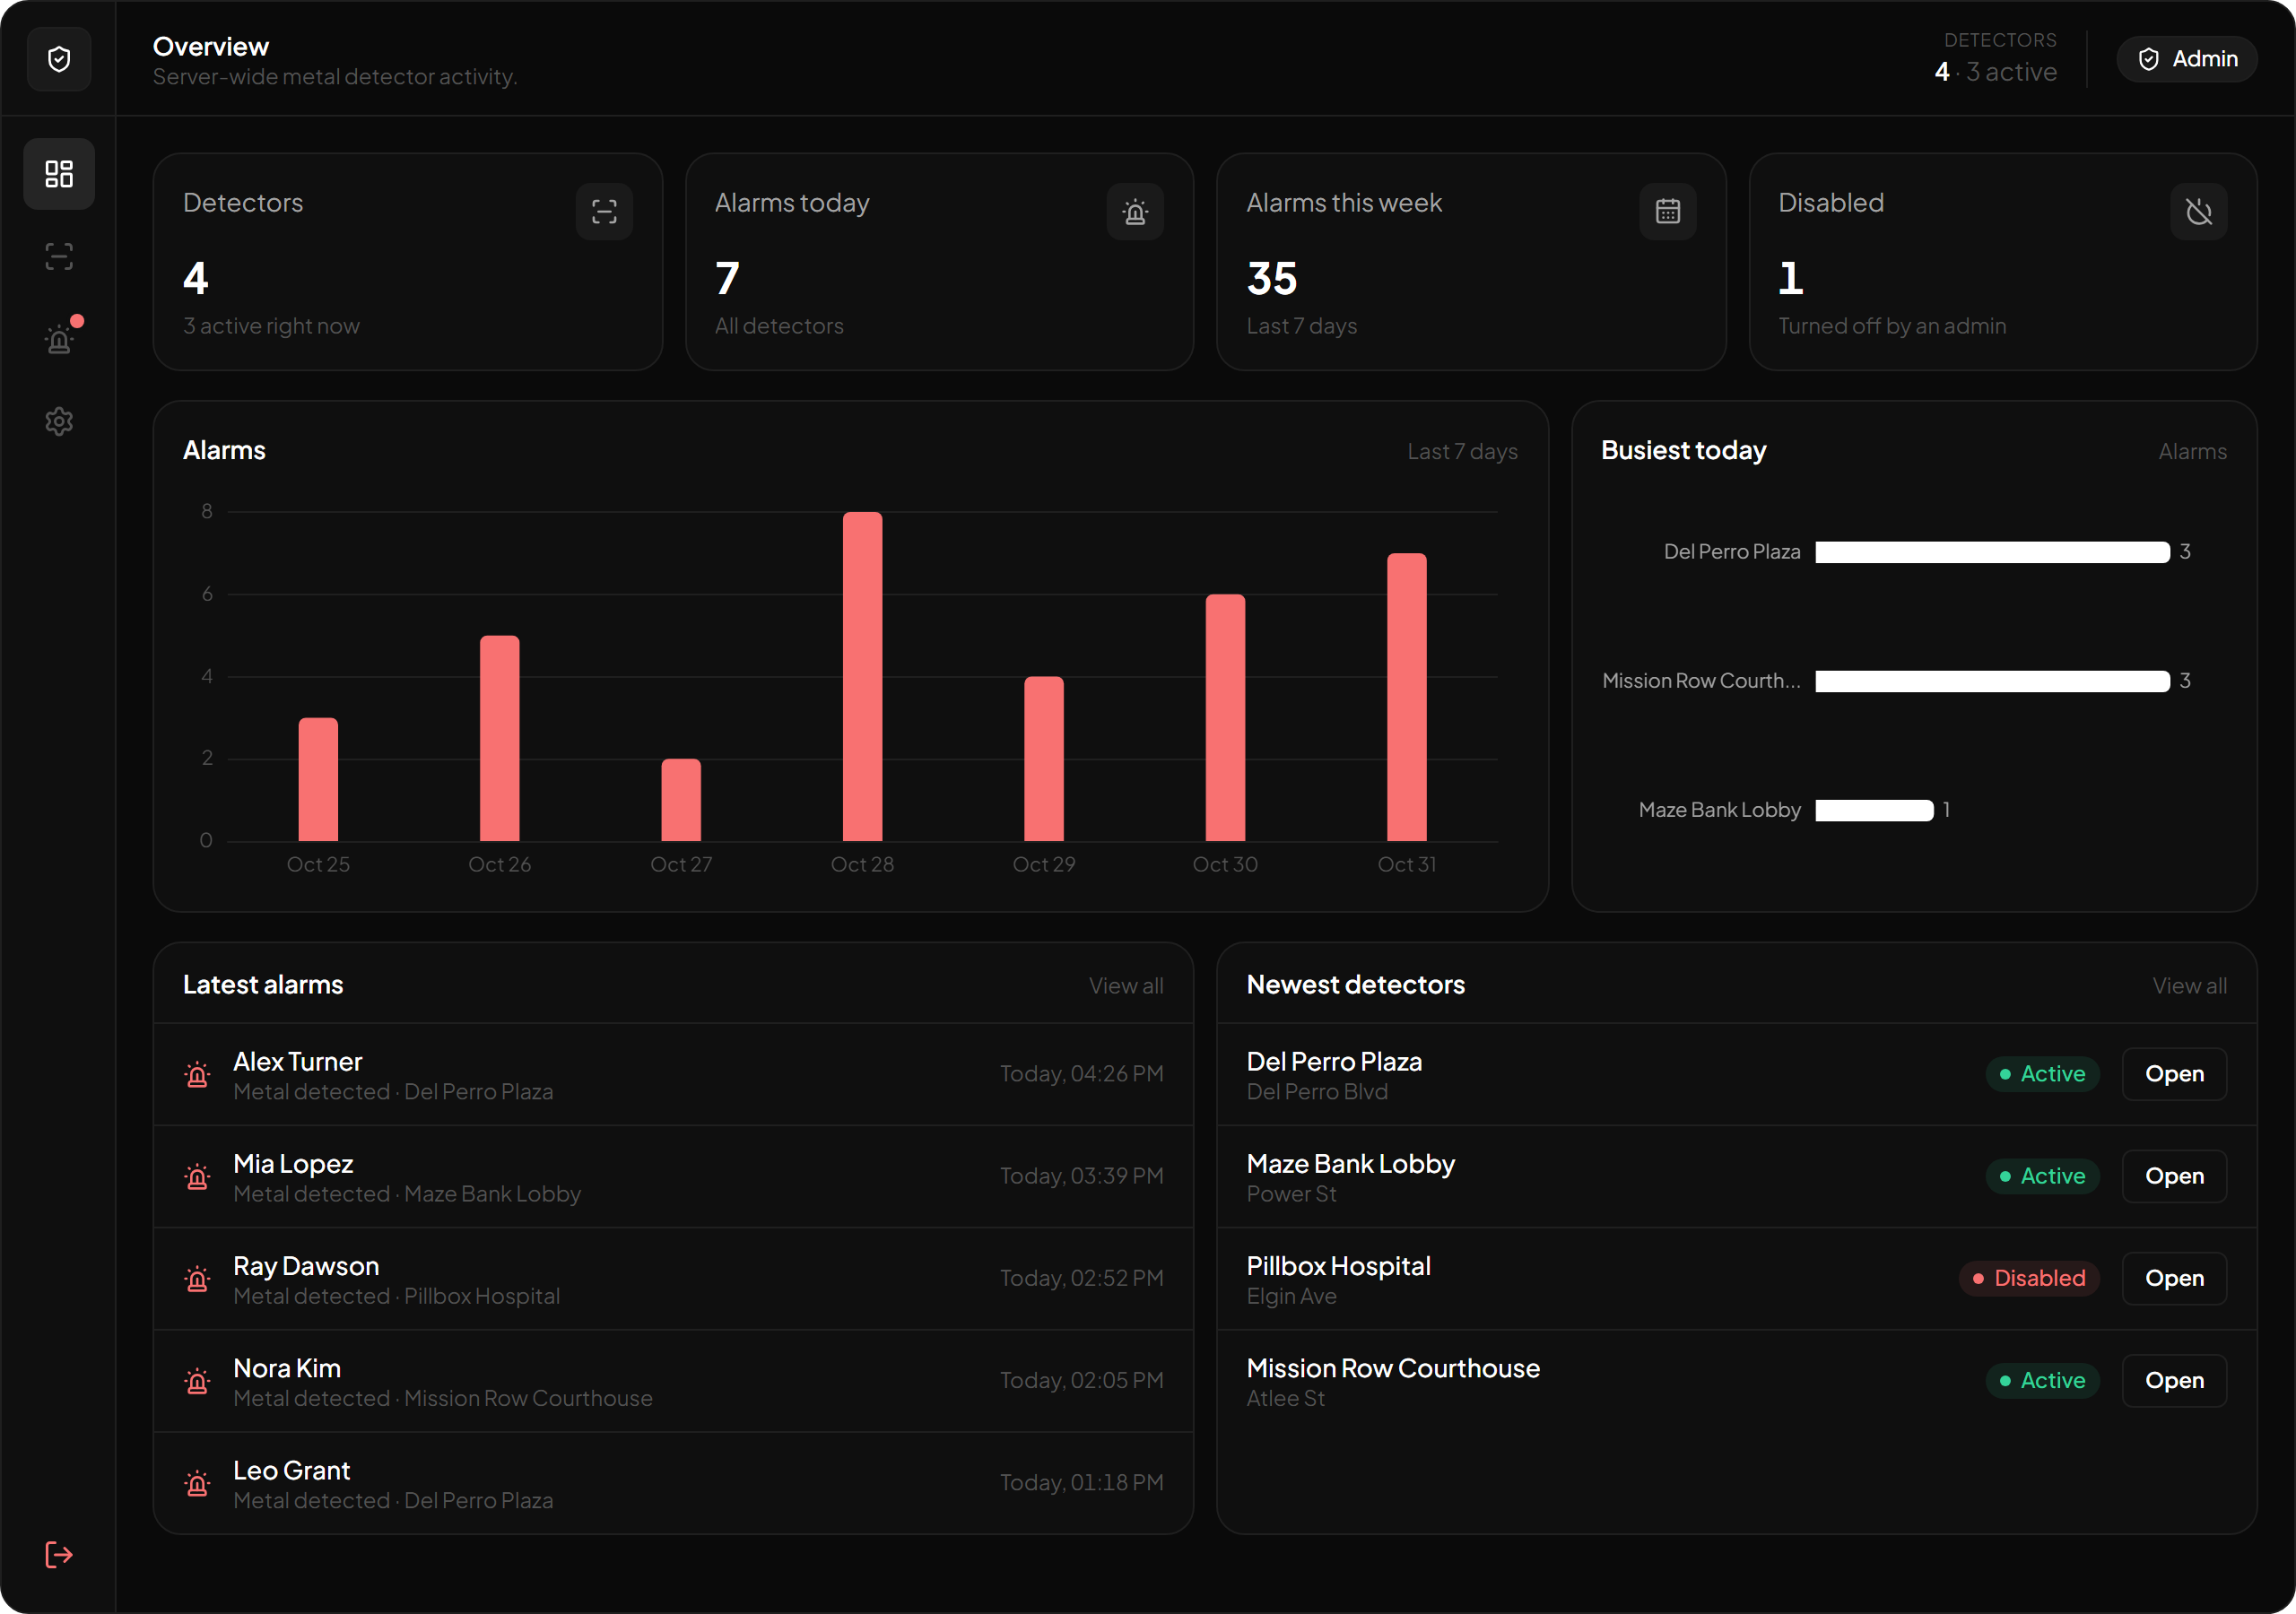 Overview
Server-wide metal detector activity.
DETECTORS
4 · 3 active
Admin
Detectors
4
3 active right now
Alarms today
7
All detectors
Alarms this week
35
Last 7 days
Disabled
1
Turned off by an admin
Alarms
Last 7 days
8
6
4
2
0
Oct 25
Oct 26
Oct 27
Oct 28
Oct 29
Oct 30
Oct 31
Busiest today
Alarms
Del Perro Plaza
3
Mission Row Courth...
3
Maze Bank Lobby
1
Latest alarms
View all
Alex Turner
Metal detected · Del Perro Plaza
Today, 04:26 PM
Mia Lopez
Metal detected · Maze Bank Lobby
Today, 03:39 PM
Ray Dawson
Metal detected · Pillbox Hospital
Today, 02:52 PM
Nora Kim
Metal detected · Mission Row Courthouse
Today, 02:05 PM
Leo Grant
Metal detected · Del Perro Plaza
Today, 01:18 PM
Newest detectors
View all
Del Perro Plaza
Del Perro Blvd
Active
Open
Maze Bank Lobby
Power St
Active
Open
Pillbox Hospital
Elgin Ave
Disabled
Open
Mission Row Courthouse
Atlee St
Active
Open